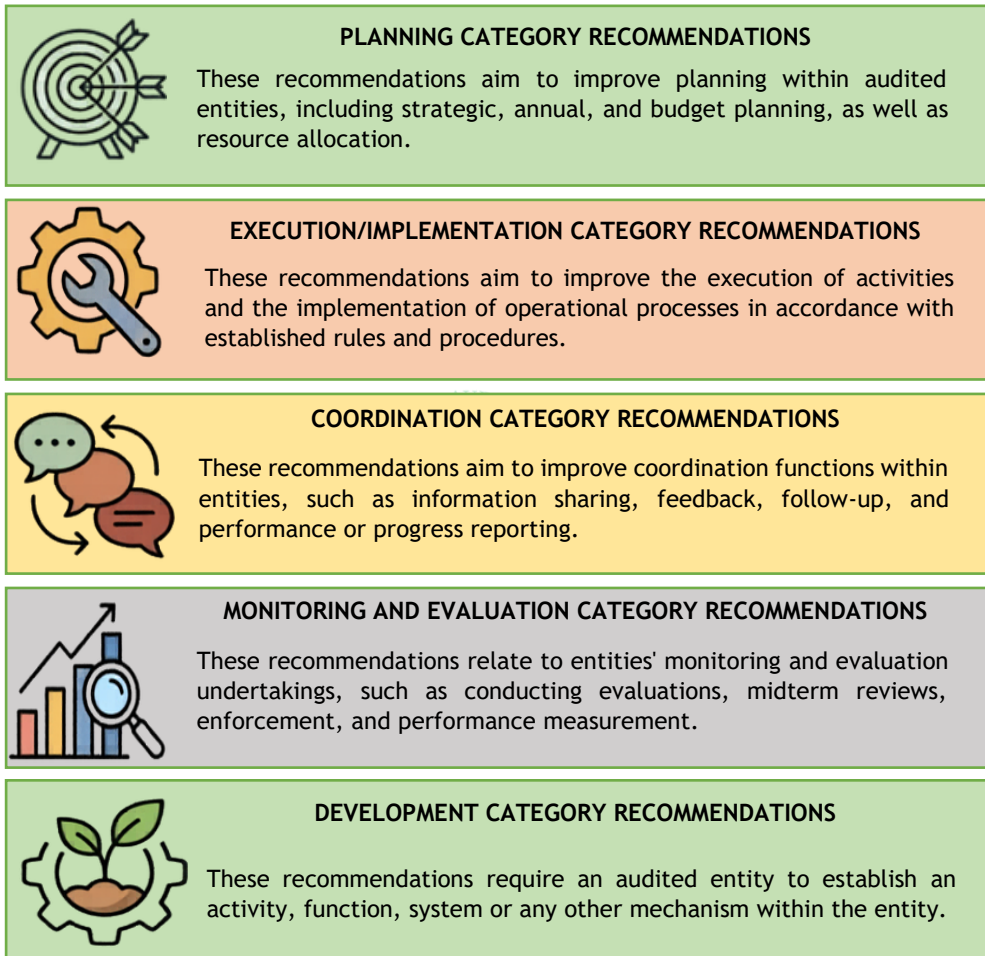 PLANNING CATEGORY RECOMMENDATIONS
These recommendations aim to improve planning within audited
entities, including strategic, annual, and budget planning, as well as
resource allocation.
EXECUTION/IMPLEMENTATION CATEGORY RECOMMENDATIONS
These recommendations aim to improve the execution of activities
and the implementation of operational processes in accordance with
established rules and procedures.
COORDINATION CATEGORY RECOMMENDATIONS
These recommendations aim to improve coordination functions within
entities, such as information sharing, feedback, follow-up, and
performance or progress reporting.
MONITORING AND EVALUATION CATEGORY RECOMMENDATIONS
These recommendations relate to entities' monitoring and evaluation
undertakings, such as conducting evaluations, midterm reviews,
enforcement, and performance measurement.
DEVELOPMENT CATEGORY RECOMMENDATIONS
These recommendations require an audited entity to establish an
activity, function, system or any other mechanism within the entity.